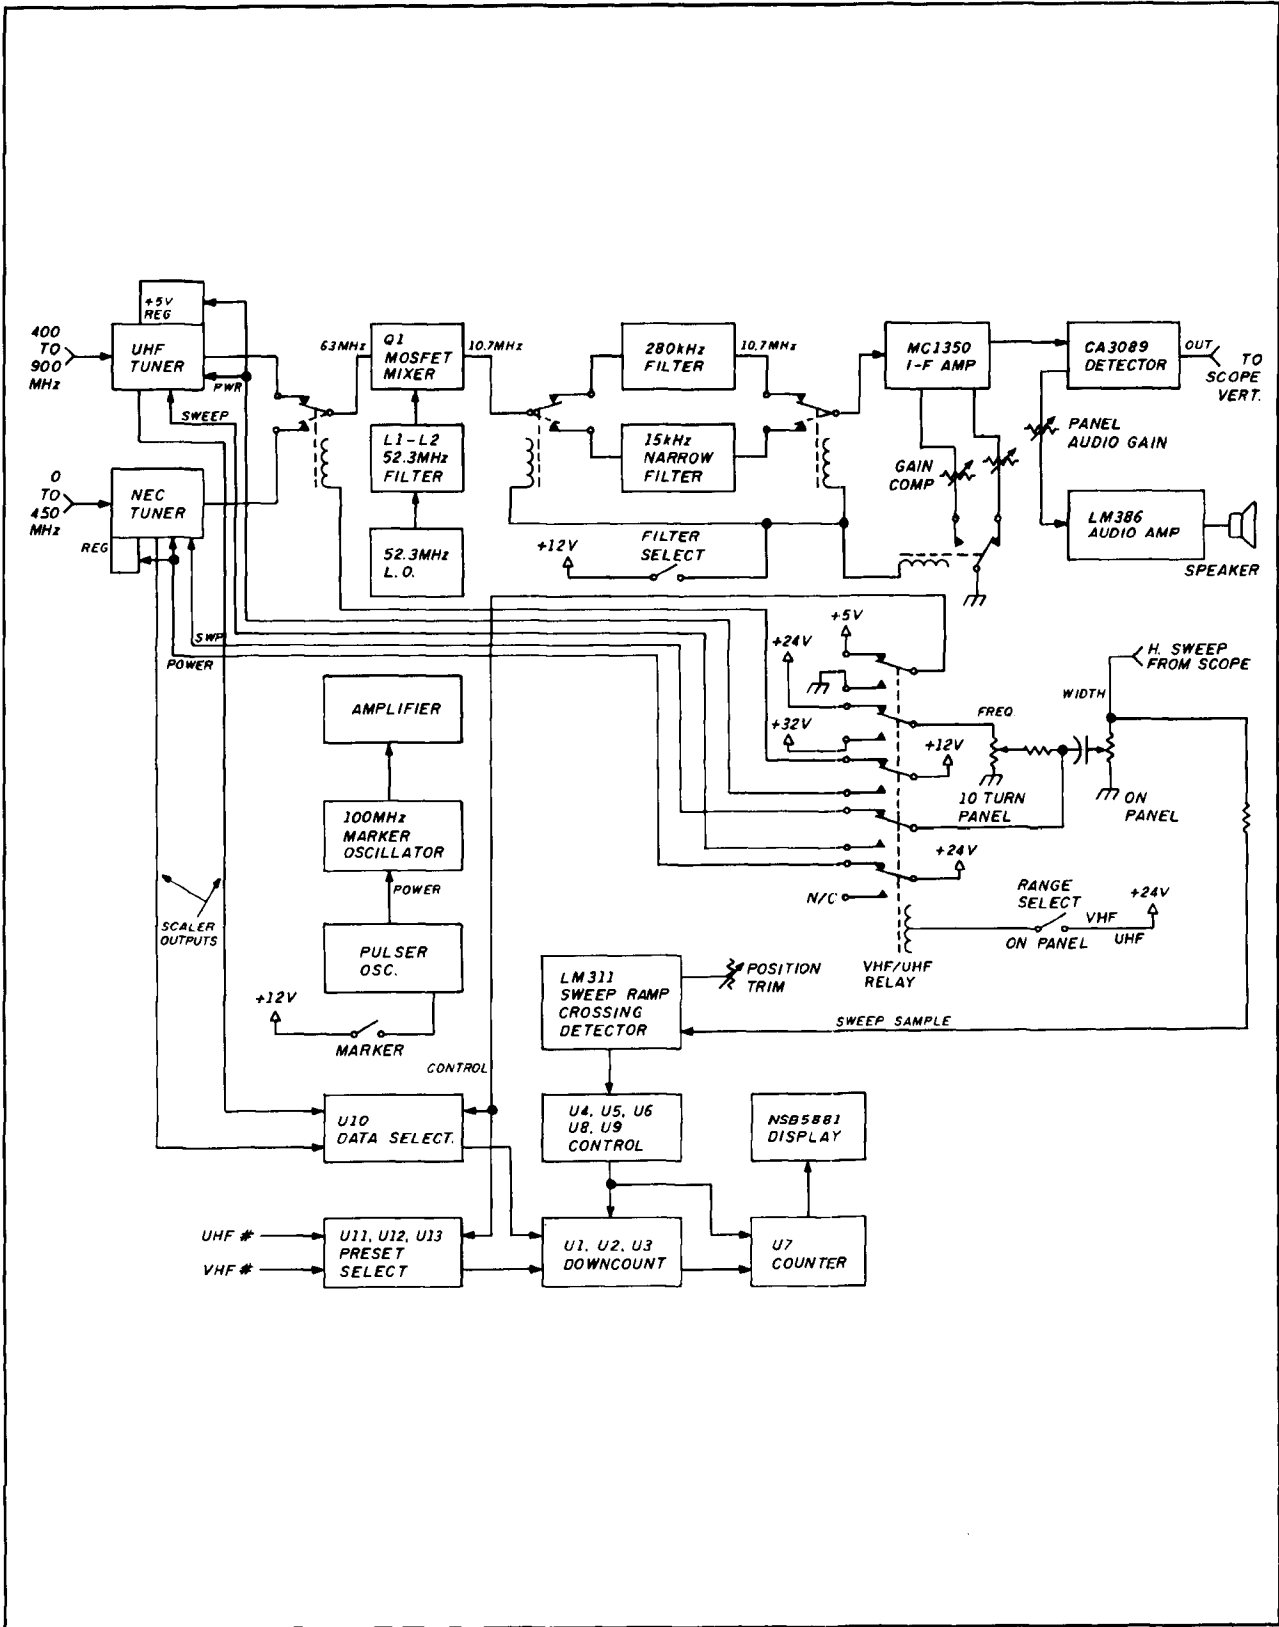 400
TO
900
MHz
+5V
REG
UHF
TUNER
PWR
SWEEP
0
TO
450
MHz
NEC
TUNER
REG
SWP
POWER
63MHz
Q1
MOSFET
MIXER
10.7MHz
L1-L2
52.3MHz
FILTER
52.3MHz
L.O.
280kHz
FILTER
10.7MHz
15kHz
NARROW
FILTER
+12V
FILTER
SELECT
MC1350
I-F AMP
GAIN
COMP
CA3089
DETECTOR
OUT
TO
SCOPE
VERT.
PANEL
AUDIO GAIN
LM386
AUDIO AMP
SPEAKER
+5V
+24V
+32V
+12V
FREQ
10 TURN
PANEL
WIDTH
H. SWEEP
FROM SCOPE
ON
PANEL
+24V
N/C
RANGE
SELECT
ON PANEL
VHF
UHF
+24V
VHF/UHF
RELAY
AMPLIFIER
100MHz
MARKER
OSCILLATOR
POWER
PULSER
OSC.
+12V
MARKER
SCALER
OUTPUTS
CONTROL
LM311
SWEEP RAMP
CROSSING
DETECTOR
POSITION
TRIM
SWEEP SAMPLE
U10
DATA SELECT.
U4, U5, U6
U8, U9
CONTROL
NSB5881
DISPLAY
UHF #
VHF #
U11, U12, U13
PRESET
SELECT
U1, U2, U3
DOWNCOUNT
U7
COUNTER